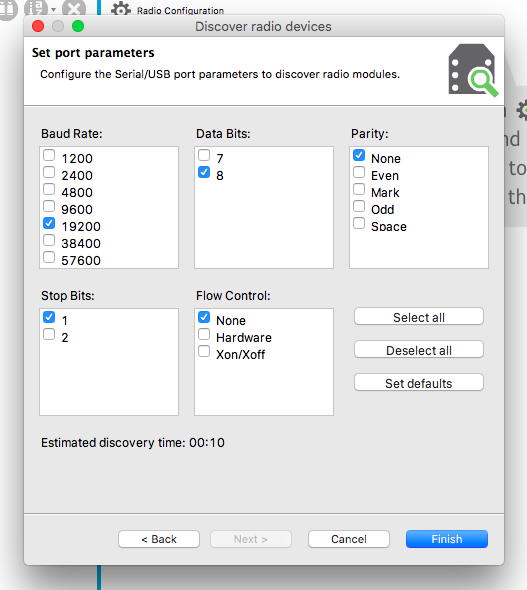 Radio Configuration
Discover radio devices
Set port parameters
Configure the Serial/USB port parameters to discover radio modules.
Baud Rate:
1200
2400
4800
9600
19200
38400
57600
Data Bits:
7
8
Parity:
None
Even
Mark
Odd
Space
Stop Bits:
1
2
Flow Control:
None
Hardware
Xon/Xoff
Select all
Deselect all
Set defaults
Estimated discovery time: 00:10
< Back
Next >
Cancel
Finish
to